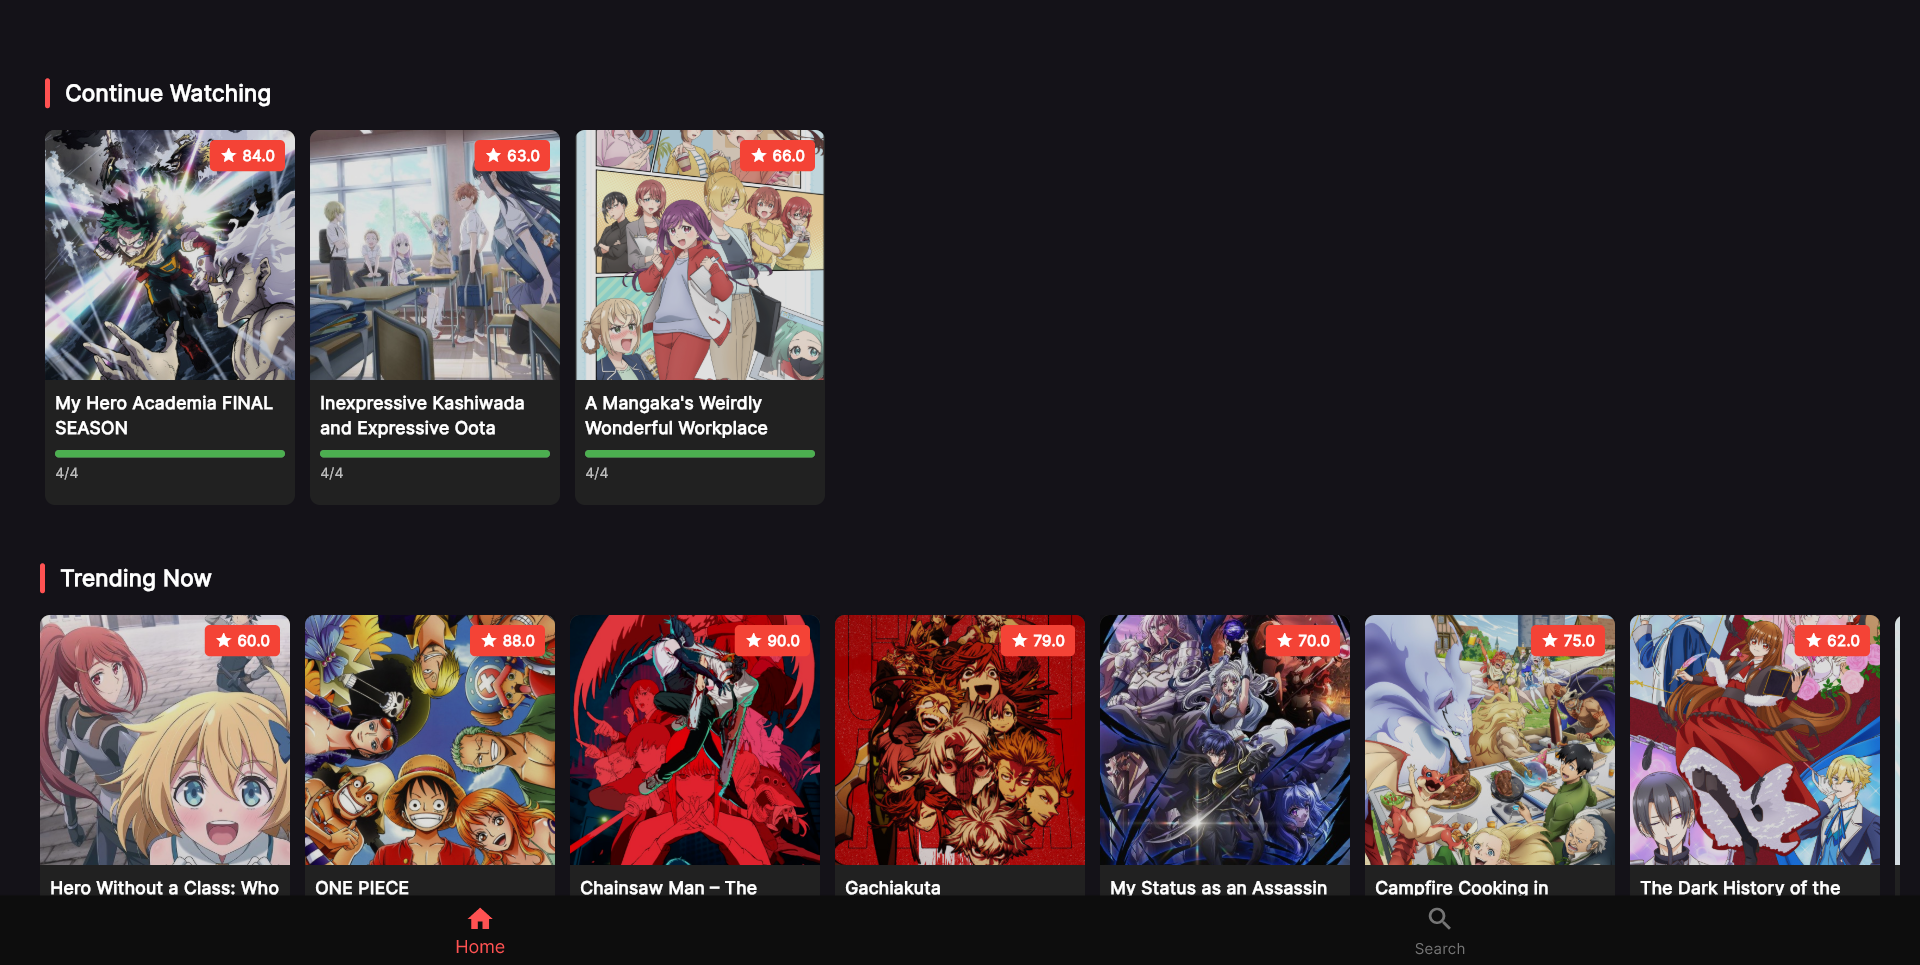 Continue Watching
84.0
63.0
66.0
My Hero Academia FINAL
SEASON
4/4
Inexpressive Kashiwada
and Expressive Oota
4/4
A Mangaka's Weirdly
Wonderful Workplace
4/4
Trending Now
60.0
88.0
90.0
79.0
70.0
75.0
62.0
Hero Without a Class: Who
ONE PIECE
Chainsaw Man – The
Gachiakuta
My Status as an Assassin
Campfire Cooking in
The Dark History of the
Home
Search